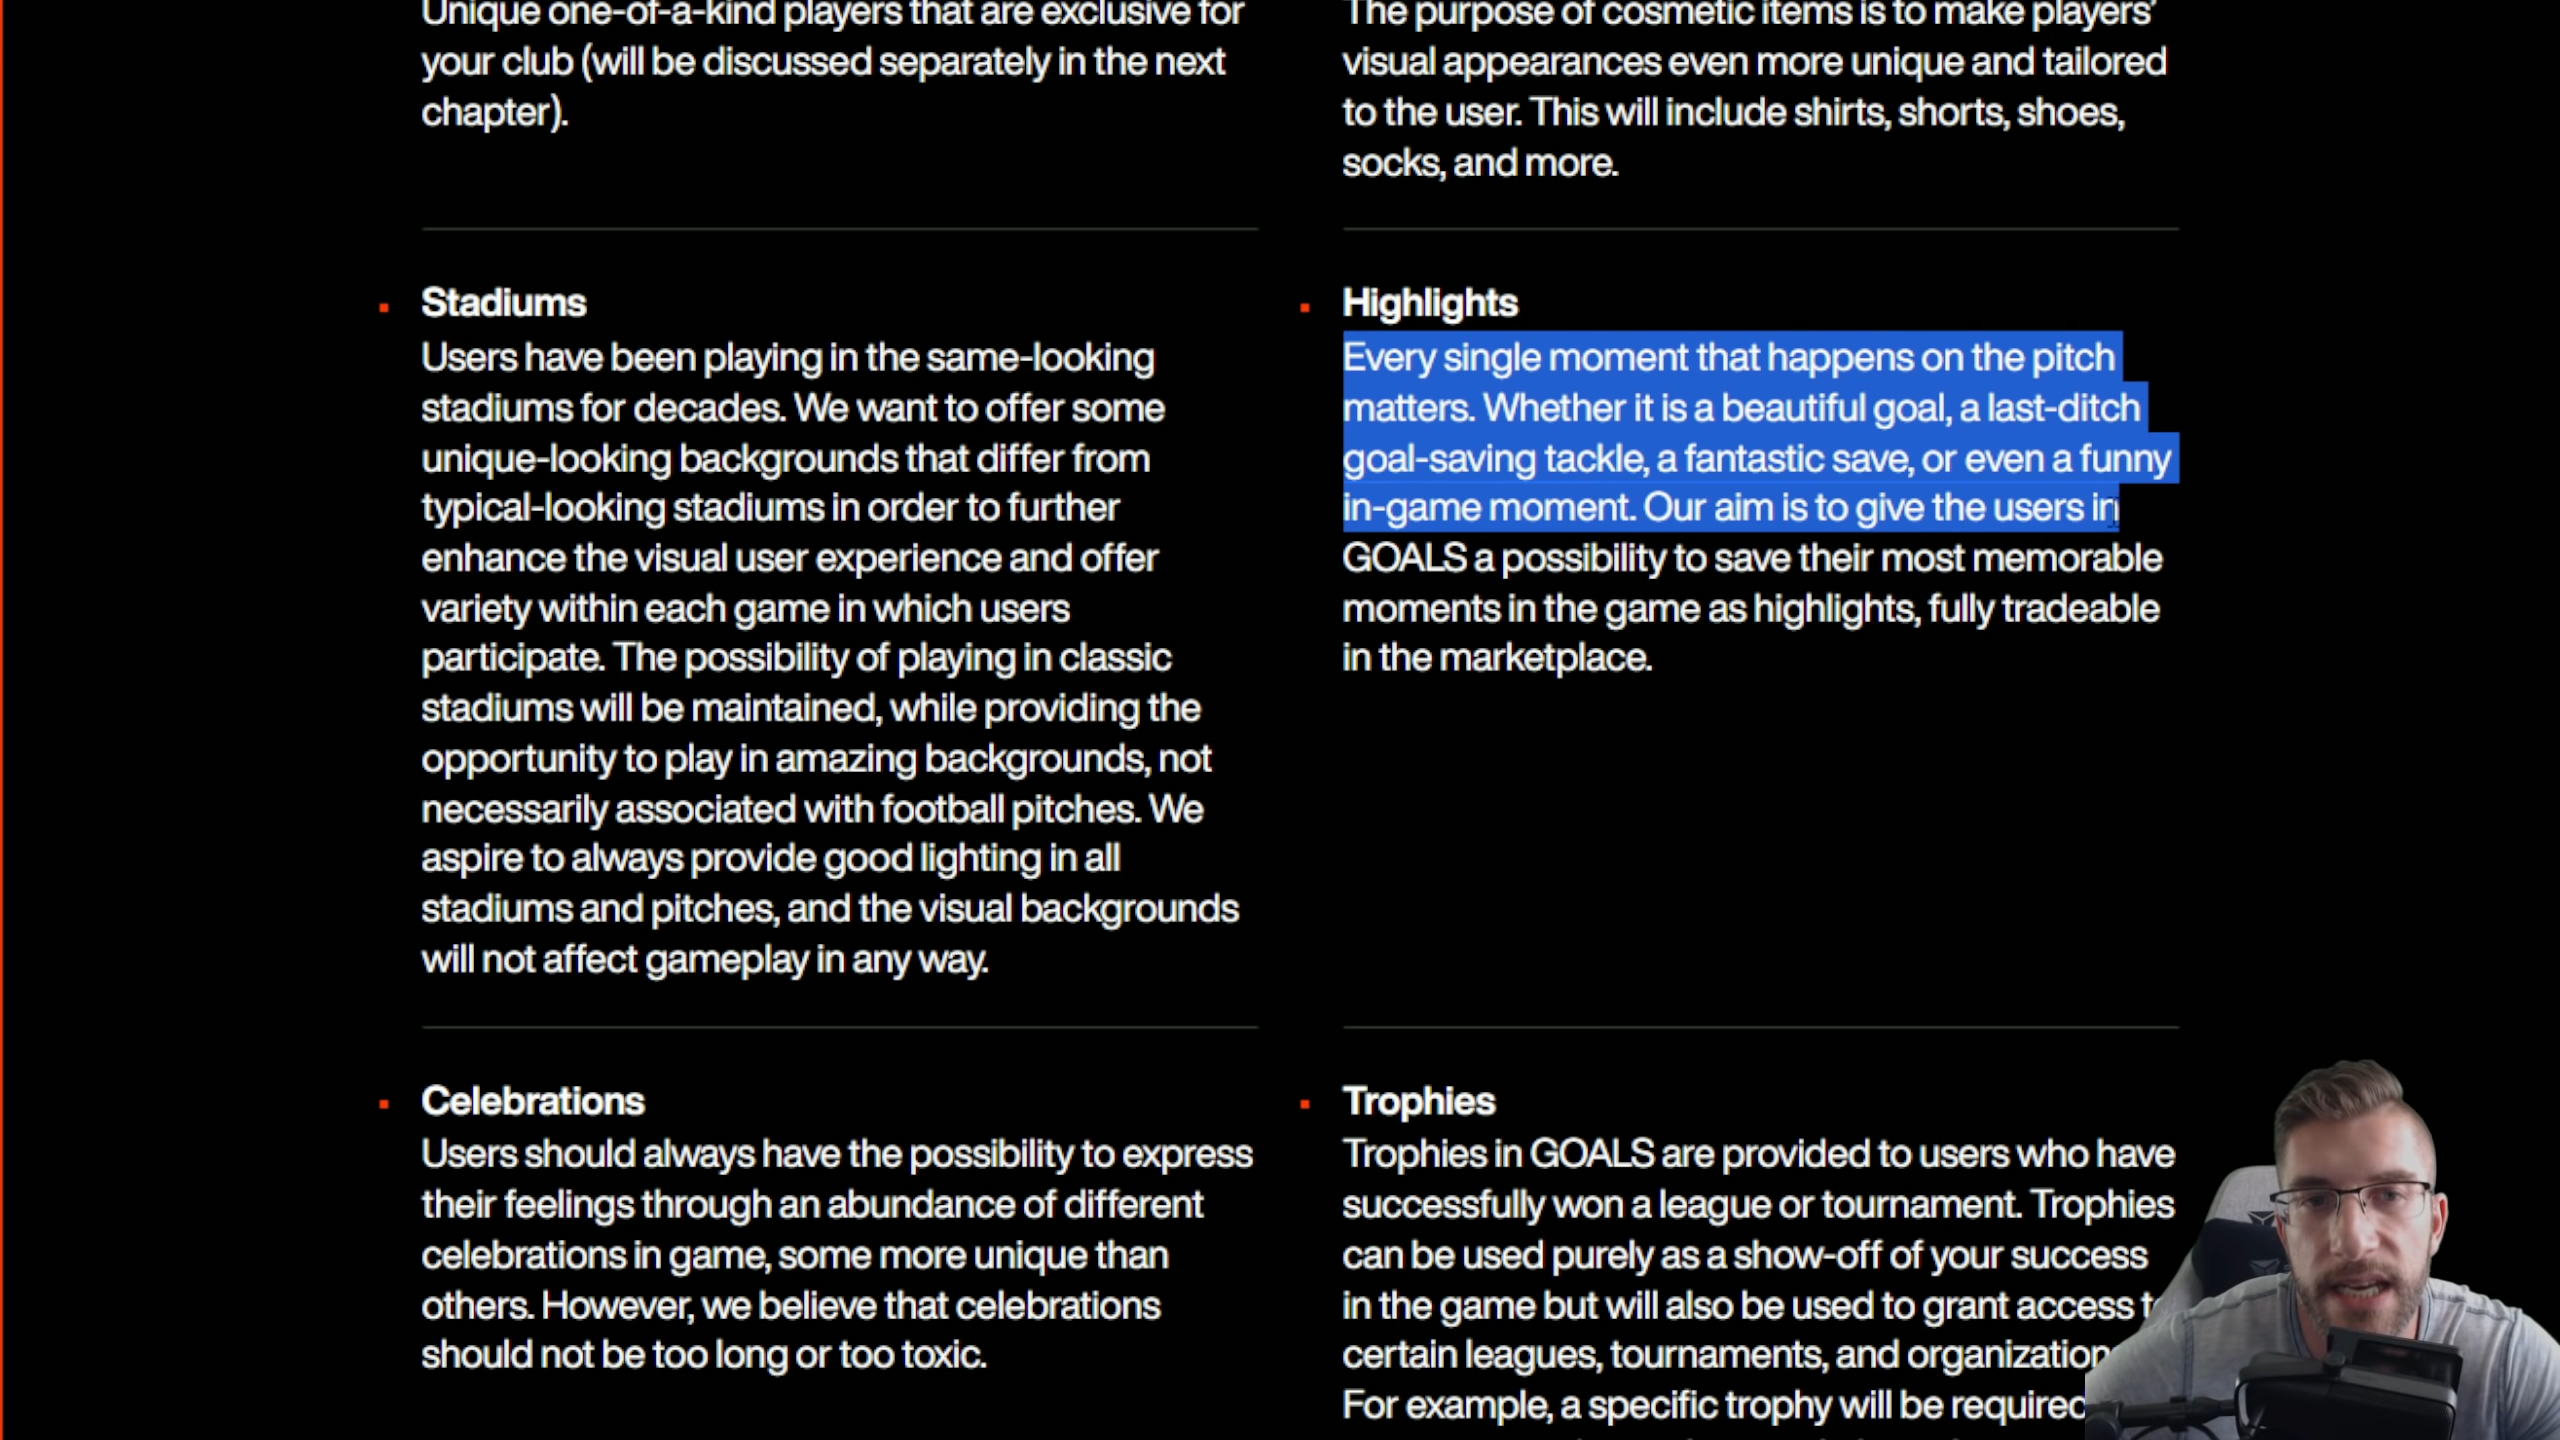 Unique one-of-a-kind players that are exclusive for
your club (will be discussed separately in the next
chapter).
The purpose of cosmetic items is to make players'
visual appearances even more unique and tailored
to the user. This will include shirts, shorts, shoes,
socks, and more.
Stadiums
Users have been playing in the same-looking
stadiums for decades. We want to offer some
unique-looking backgrounds that differ from
typical-looking stadiums in order to further
enhance the visual user experience and offer
variety within each game in which users
participate. The possibility of playing in classic
stadiums will be maintained, while providing the
opportunity to play in amazing backgrounds, not
necessarily associated with football pitches. We
aspire to always provide good lighting in all
stadiums and pitches, and the visual backgrounds
will not affect gameplay in any way.
Highlights
Every single moment that happens on the pitch
matters. Whether it is a beautiful goal, a last-ditch
goal-saving tackle, a fantastic save, or even a funny
in-game moment. Our aim is to give the users in
GOALS a possibility to save their most memorable
moments in the game as highlights, fully tradeable
in the marketplace.
Celebrations
Users should always have the possibility to express
their feelings through an abundance of different
celebrations in game, some more unique than
others. However, we believe that celebrations
should not be too long or too toxic.
Trophies
Trophies in GOALS are provided to users who have
successfully won a league or tournament. Trophies
can be used purely as a show-off of your success
in the game but will also be used to grant access
certain leagues, tournaments, and
For example, a specific trophy will be